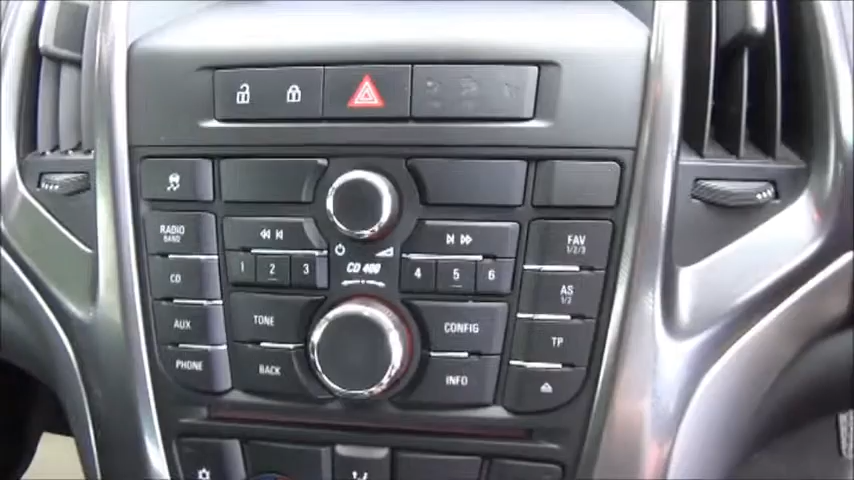 RADIO
BAND
CD
AUX
PHONE
1 2 3
CD 400
4 5 6
TONE
BACK
CONFIG
INFO
FAV
1/2/3
AS
1/2
TP